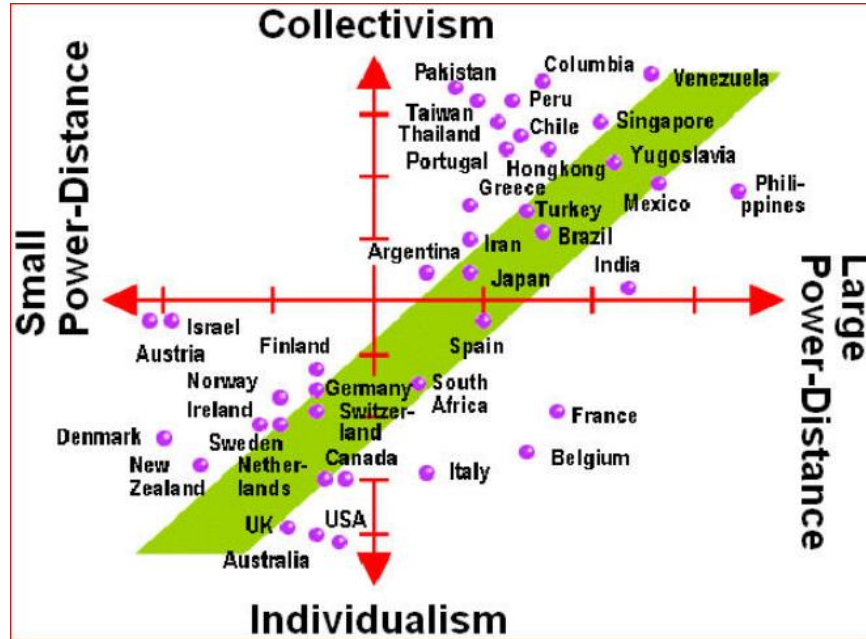 Collectivism
Pakistan
Columbia
Venezuela
Taiwan
Peru
Thailand
Chile
Singapore
Portugal
Hongkong
Yugoslavia
Greece
Mexico
Phili-
ppines
Turkey
Argentina
Iran
Brazil
Japan
India
Small
Power-Distance
Large
Power-Distance
Israel
Austria
Finland
Spain
Norway
Germany
South
Africa
Ireland
Switzer-
land
France
Denmark
Sweden
New
Zealand
Nether-
lands
Canada
Italy
Belgium
UK
USA
Australia
Individualism